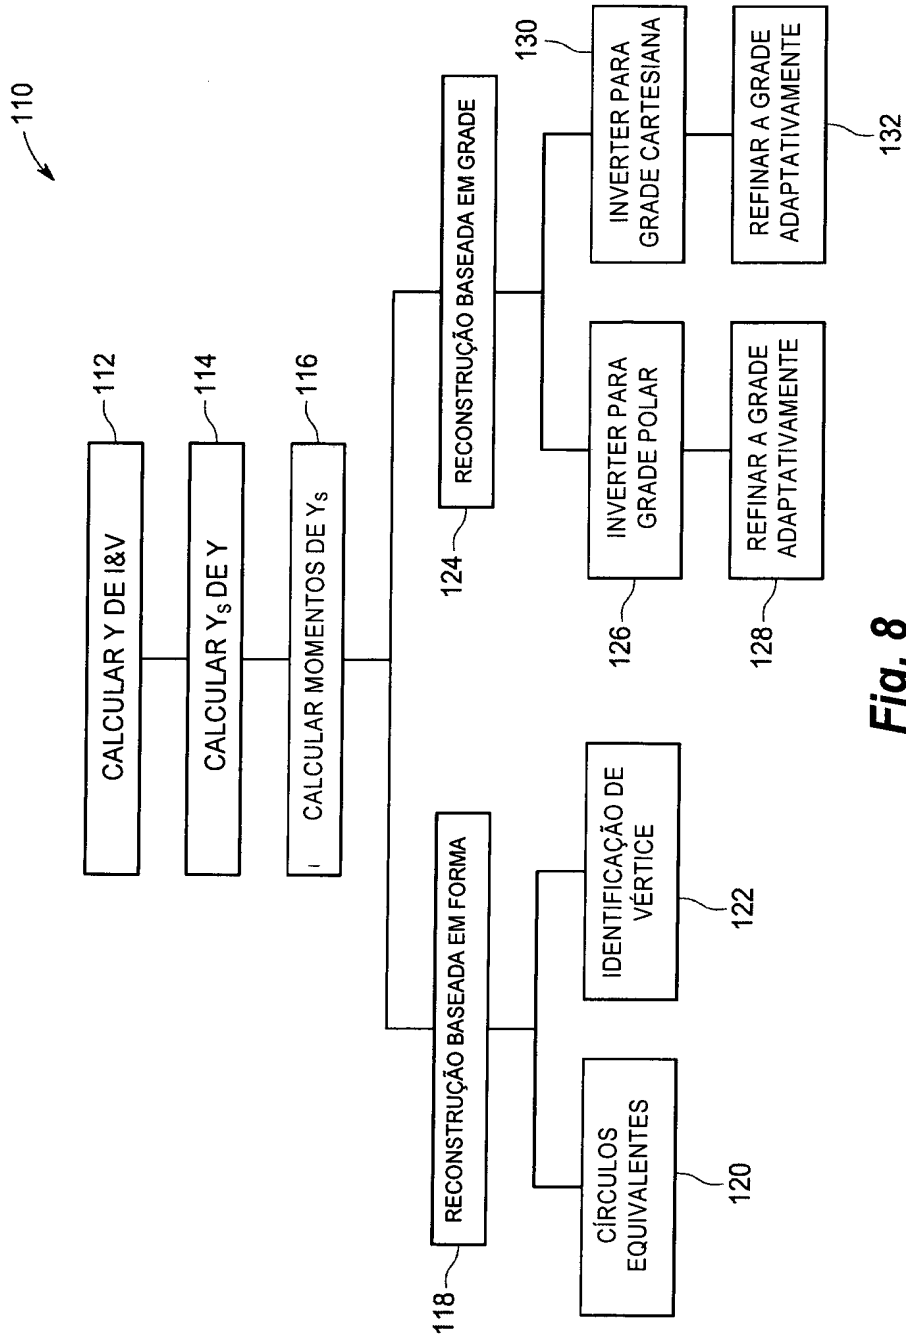 110
CALCULAR Y DE I&V
112
CALCULAR Yₛ DE Y
114
CALCULAR MOMENTOS DE Yₛ
116
RECONSTRUÇÃO BASEADA EM FORMA
118
CÍRCULOS
EQUIVALENTES
120
IDENTIFICAÇÃO DE
VÉRTICE
122
RECONSTRUÇÃO BASEADA EM GRADE
124
INVERTER PARA
GRADE POLAR
126
REFINAR A GRADE
ADAPTATIVAMENTE
128
INVERTER PARA
GRADE CARTESIANA
130
REFINAR A GRADE
ADAPTATIVAMENTE
132
Fig. 8